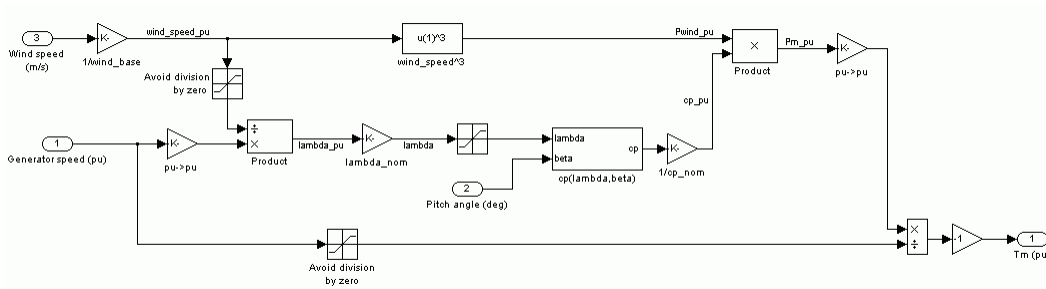 3
Wind speed
(m/s)
K-
1/wind_base
wind_speed_pu
u(1)^3
wind_speed^3
Pwind_pu
×
Product
Pm_pu
K-
pu->pu
Avoid division
by zero
cp_pu
1
Generator speed (pu)
K-
pu->pu
÷
×
Product
lambda_pu
K-
lambda_nom
lambda
lambda
beta
cp
cp(lambda,beta)
K-
1/cp_nom
2
Pitch angle (deg)
Avoid division
by zero
×
÷
-1
1
Tm (pu